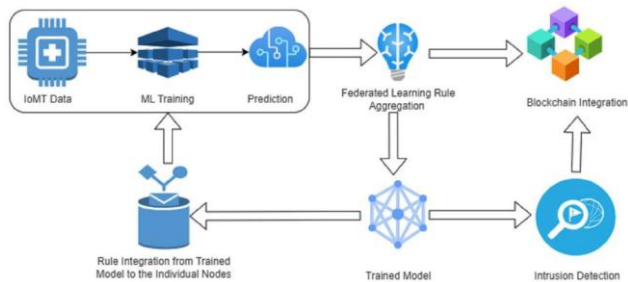 IoMT Data
ML Training
Prediction
Federated Learning Rule
Aggregation
Blockchain Integration
Rule Integration from Trained
Model to the Individual Nodes
Trained Model
Intrusion Detection